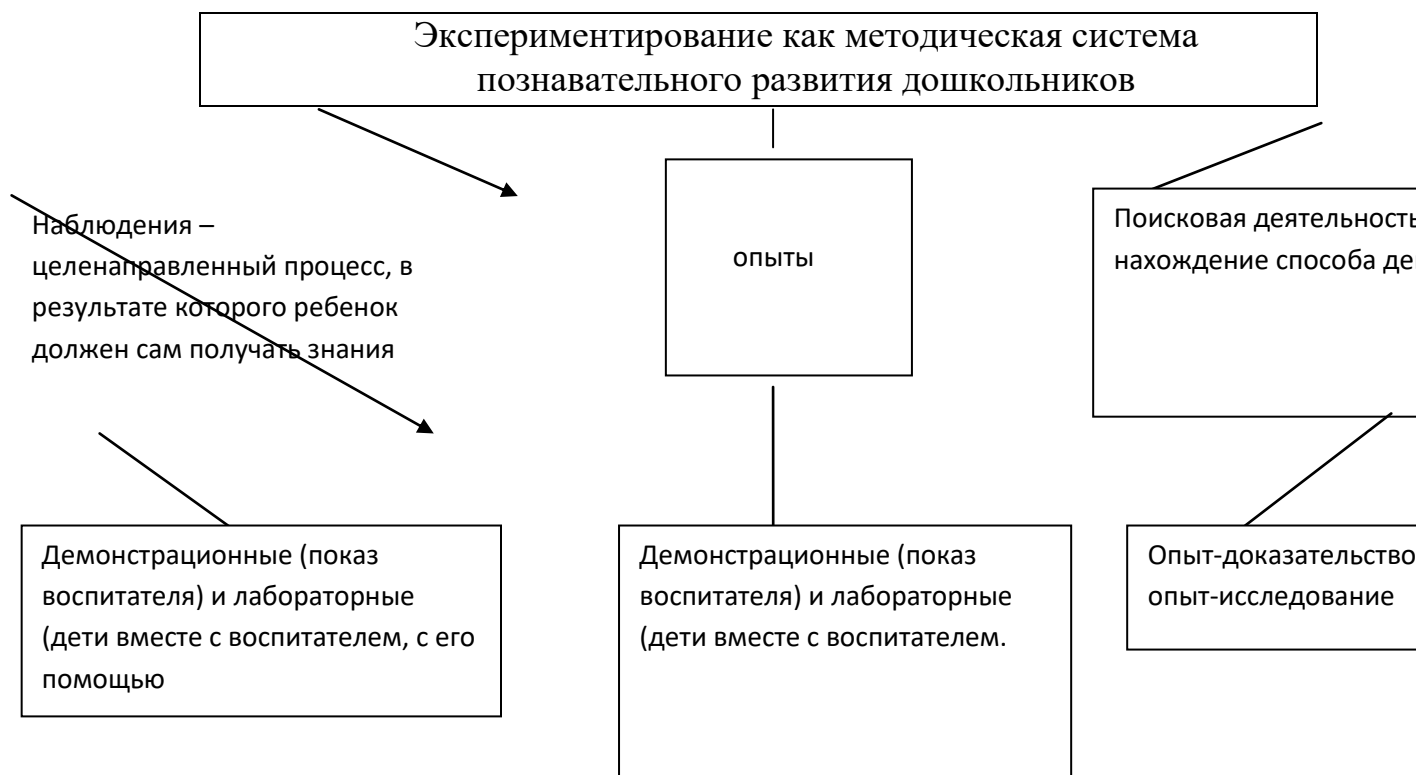 Экспериментирование как методическая система
познавательного развития дошкольников
Наблюдения –
целенаправленный процесс, в
результате которого ребенок
должен сам получать знания
опыты
Поисковая деятельность
нахождение способа
Демонстрационные (показ
воспитателя) и лабораторные
(дети вместе с воспитателем, с его
помощью
Демонстрационные (показ
воспитателя) и лабораторные
(дети вместе с воспитателем.
Опыт-доказательство
опыт-исследование